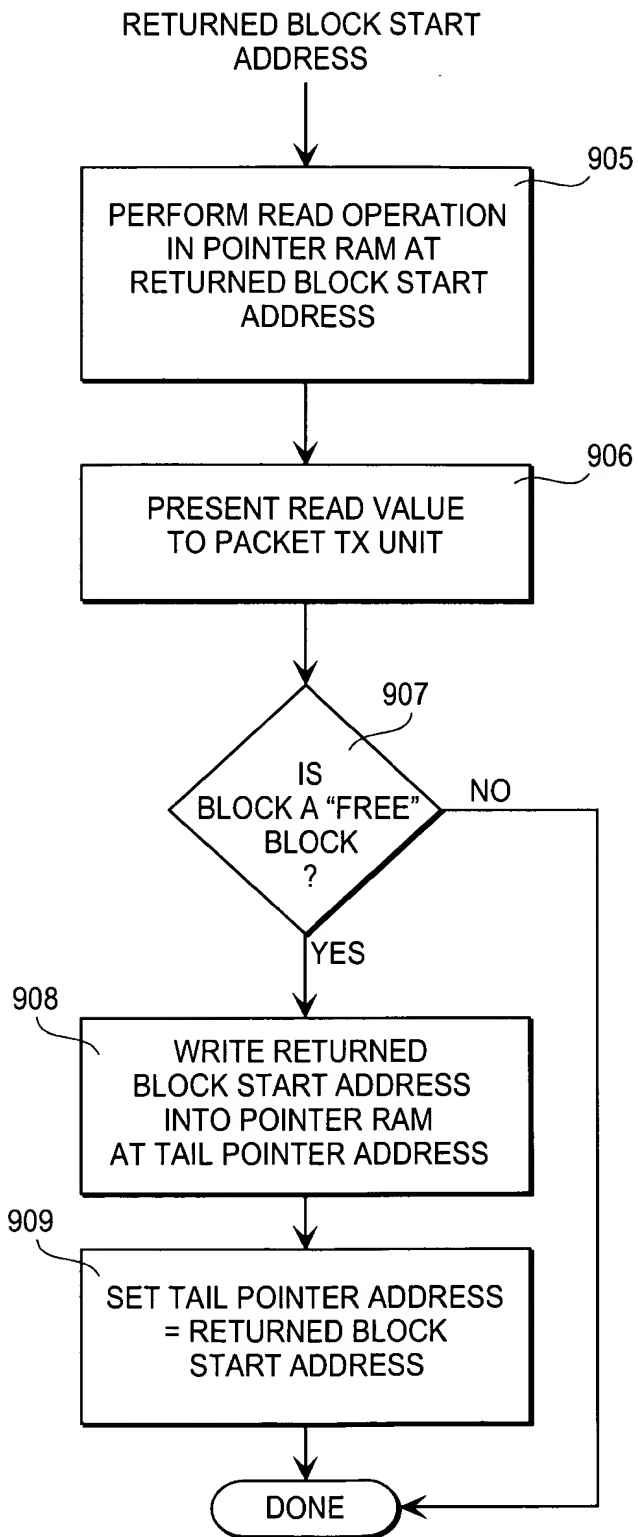 RETURNED BLOCK START
ADDRESS
905
PERFORM READ OPERATION
IN POINTER RAM AT
RETURNED BLOCK START
ADDRESS
906
PRESENT READ VALUE
TO PACKET TX UNIT
907
IS
BLOCK A “FREE”
BLOCK
?
NO
YES
908
WRITE RETURNED
BLOCK START ADDRESS
INTO POINTER RAM
AT TAIL POINTER ADDRESS
909
SET TAIL POINTER ADDRESS
= RETURNED BLOCK
START ADDRESS
DONE